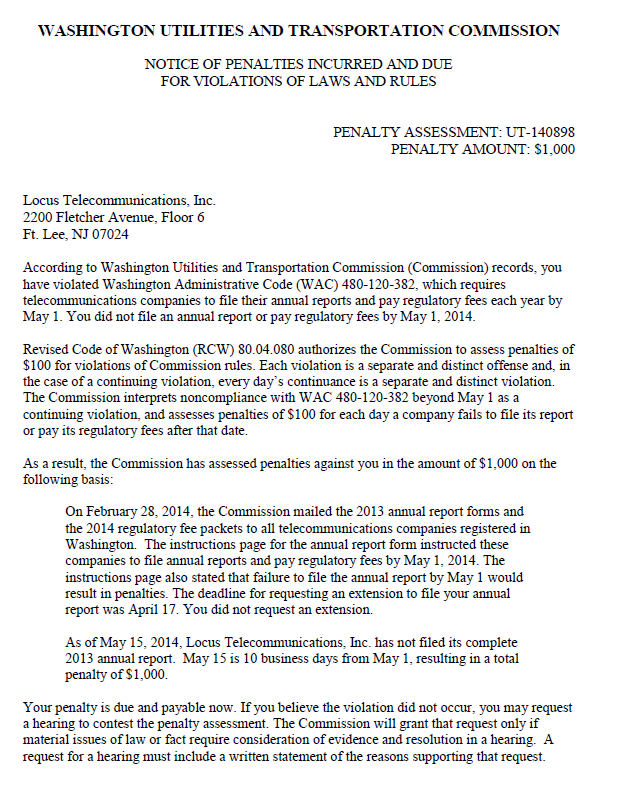 WASHINGTON UTILITIES AND TRANSPORTATION COMMISSION
NOTICE OF PENALTIES INCURRED AND DUE
FOR VIOLATIONS OF LAWS AND RULES
PENALTY ASSESSMENT: UT-140898
PENALTY AMOUNT: $1,000
Locus Telecommunications, Inc.
2200 Fletcher Avenue, Floor 6
Ft. Lee, NJ 07024
According to Washington Utilities and Transportation Commission (Commission) records, you
have violated Washington Administrative Code (WAC) 480-120-382, which requires
telecommunications companies to file their annual reports and pay regulatory fees each year by
May 1. You did not file an annual report or pay regulatory fees by May 1, 2014.
Revised Code of Washington (RCW) 80.04.080 authorizes the Commission to assess penalties of
$100 for violations of Commission rules. Each violation is a separate and distinct offense and, in
the case of a continuing violation, every day's continuance is a separate and distinct violation.
The Commission interprets noncompliance with WAC 480-120-382 beyond May 1 as a
continuing violation, and assesses penalties of $100 for each day a company fails to file its report
or pay its regulatory fees after that date.
As a result, the Commission has assessed penalties against you in the amount of $1,000 on the
following basis:
On February 28, 2014, the Commission mailed the 2013 annual report forms and
the 2014 regulatory fee packets to all telecommunications companies registered in
Washington. The instructions page for the annual report form instructed these
companies to file annual reports and pay regulatory fees by May 1, 2014. The
instructions page also stated that failure to file the annual report by May 1 would
result in penalties. The deadline for requesting an extension to file your annual
report was April 17. You did not request an extension.
As of May 15, 2014, Locus Telecommunications, Inc. has not filed its complete
2013 annual report. May 15 is 10 business days from May 1, resulting in a total
penalty of $1,000.
Your penalty is due and payable now. If you believe the violation did not occur, you may request
a hearing to contest the penalty assessment. The Commission will grant that request only if
material issues of law or fact require consideration of evidence and resolution in a hearing. A
request for a hearing must include a written statement of the reasons supporting that request.